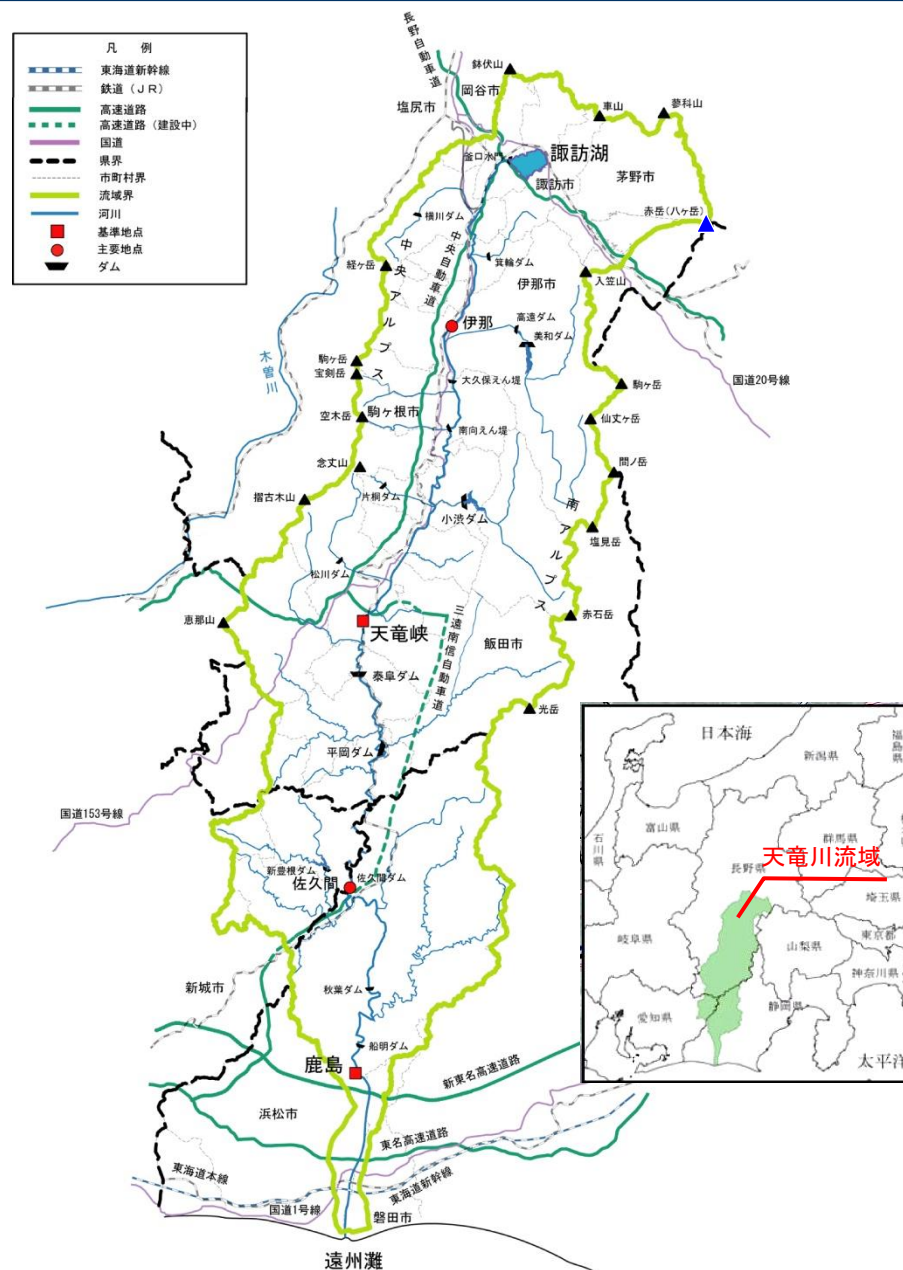 凡　例
東海道新幹線
鉄道（ＪＲ）
高速道路
高速道路（建設中）
国道
県界
市町村界
流域界
河川
基準地点
主要地点
ダム
長野自動車道
鉢伏山
岡谷市
塩尻市
車山
蓼科山
釜口水門
諏訪湖
諏訪市
茅野市
赤岳（八ヶ岳）
横川ダム
中央自動車道
中央アルプス
箕輪ダム
経ヶ岳
伊那市
入笠山
高遠ダム
伊那
美和ダム
木曽川
駒ヶ岳
宝剣岳
大久保えん堤
駒ヶ岳
国道20号線
空木岳
駒ヶ根市
南向えん堤
仙丈ヶ岳
念丈山
間ノ岳
摺古木山
片桐ダム
小渋ダム
南アルプス
塩見岳
松川ダム
恵那山
天竜峡
三遠南信自動車道
赤石岳
飯田市
泰阜ダム
光岳
平岡ダム
国道153号線
新豊根ダム
佐久間
佐久間ダム
新城市
秋葉ダム
船明ダム
鹿島
新東名高速道路
浜松市
東名高速道路
東海道本線
東海道新幹線
国道1号線
磐田市
遠州灘
日本海
新潟県
福島県
石川県
富山県
群馬県
長野県
天竜川流域
埼玉県
岐阜県
山梨県
東京都
神奈川県
愛知県
静岡県
太平洋